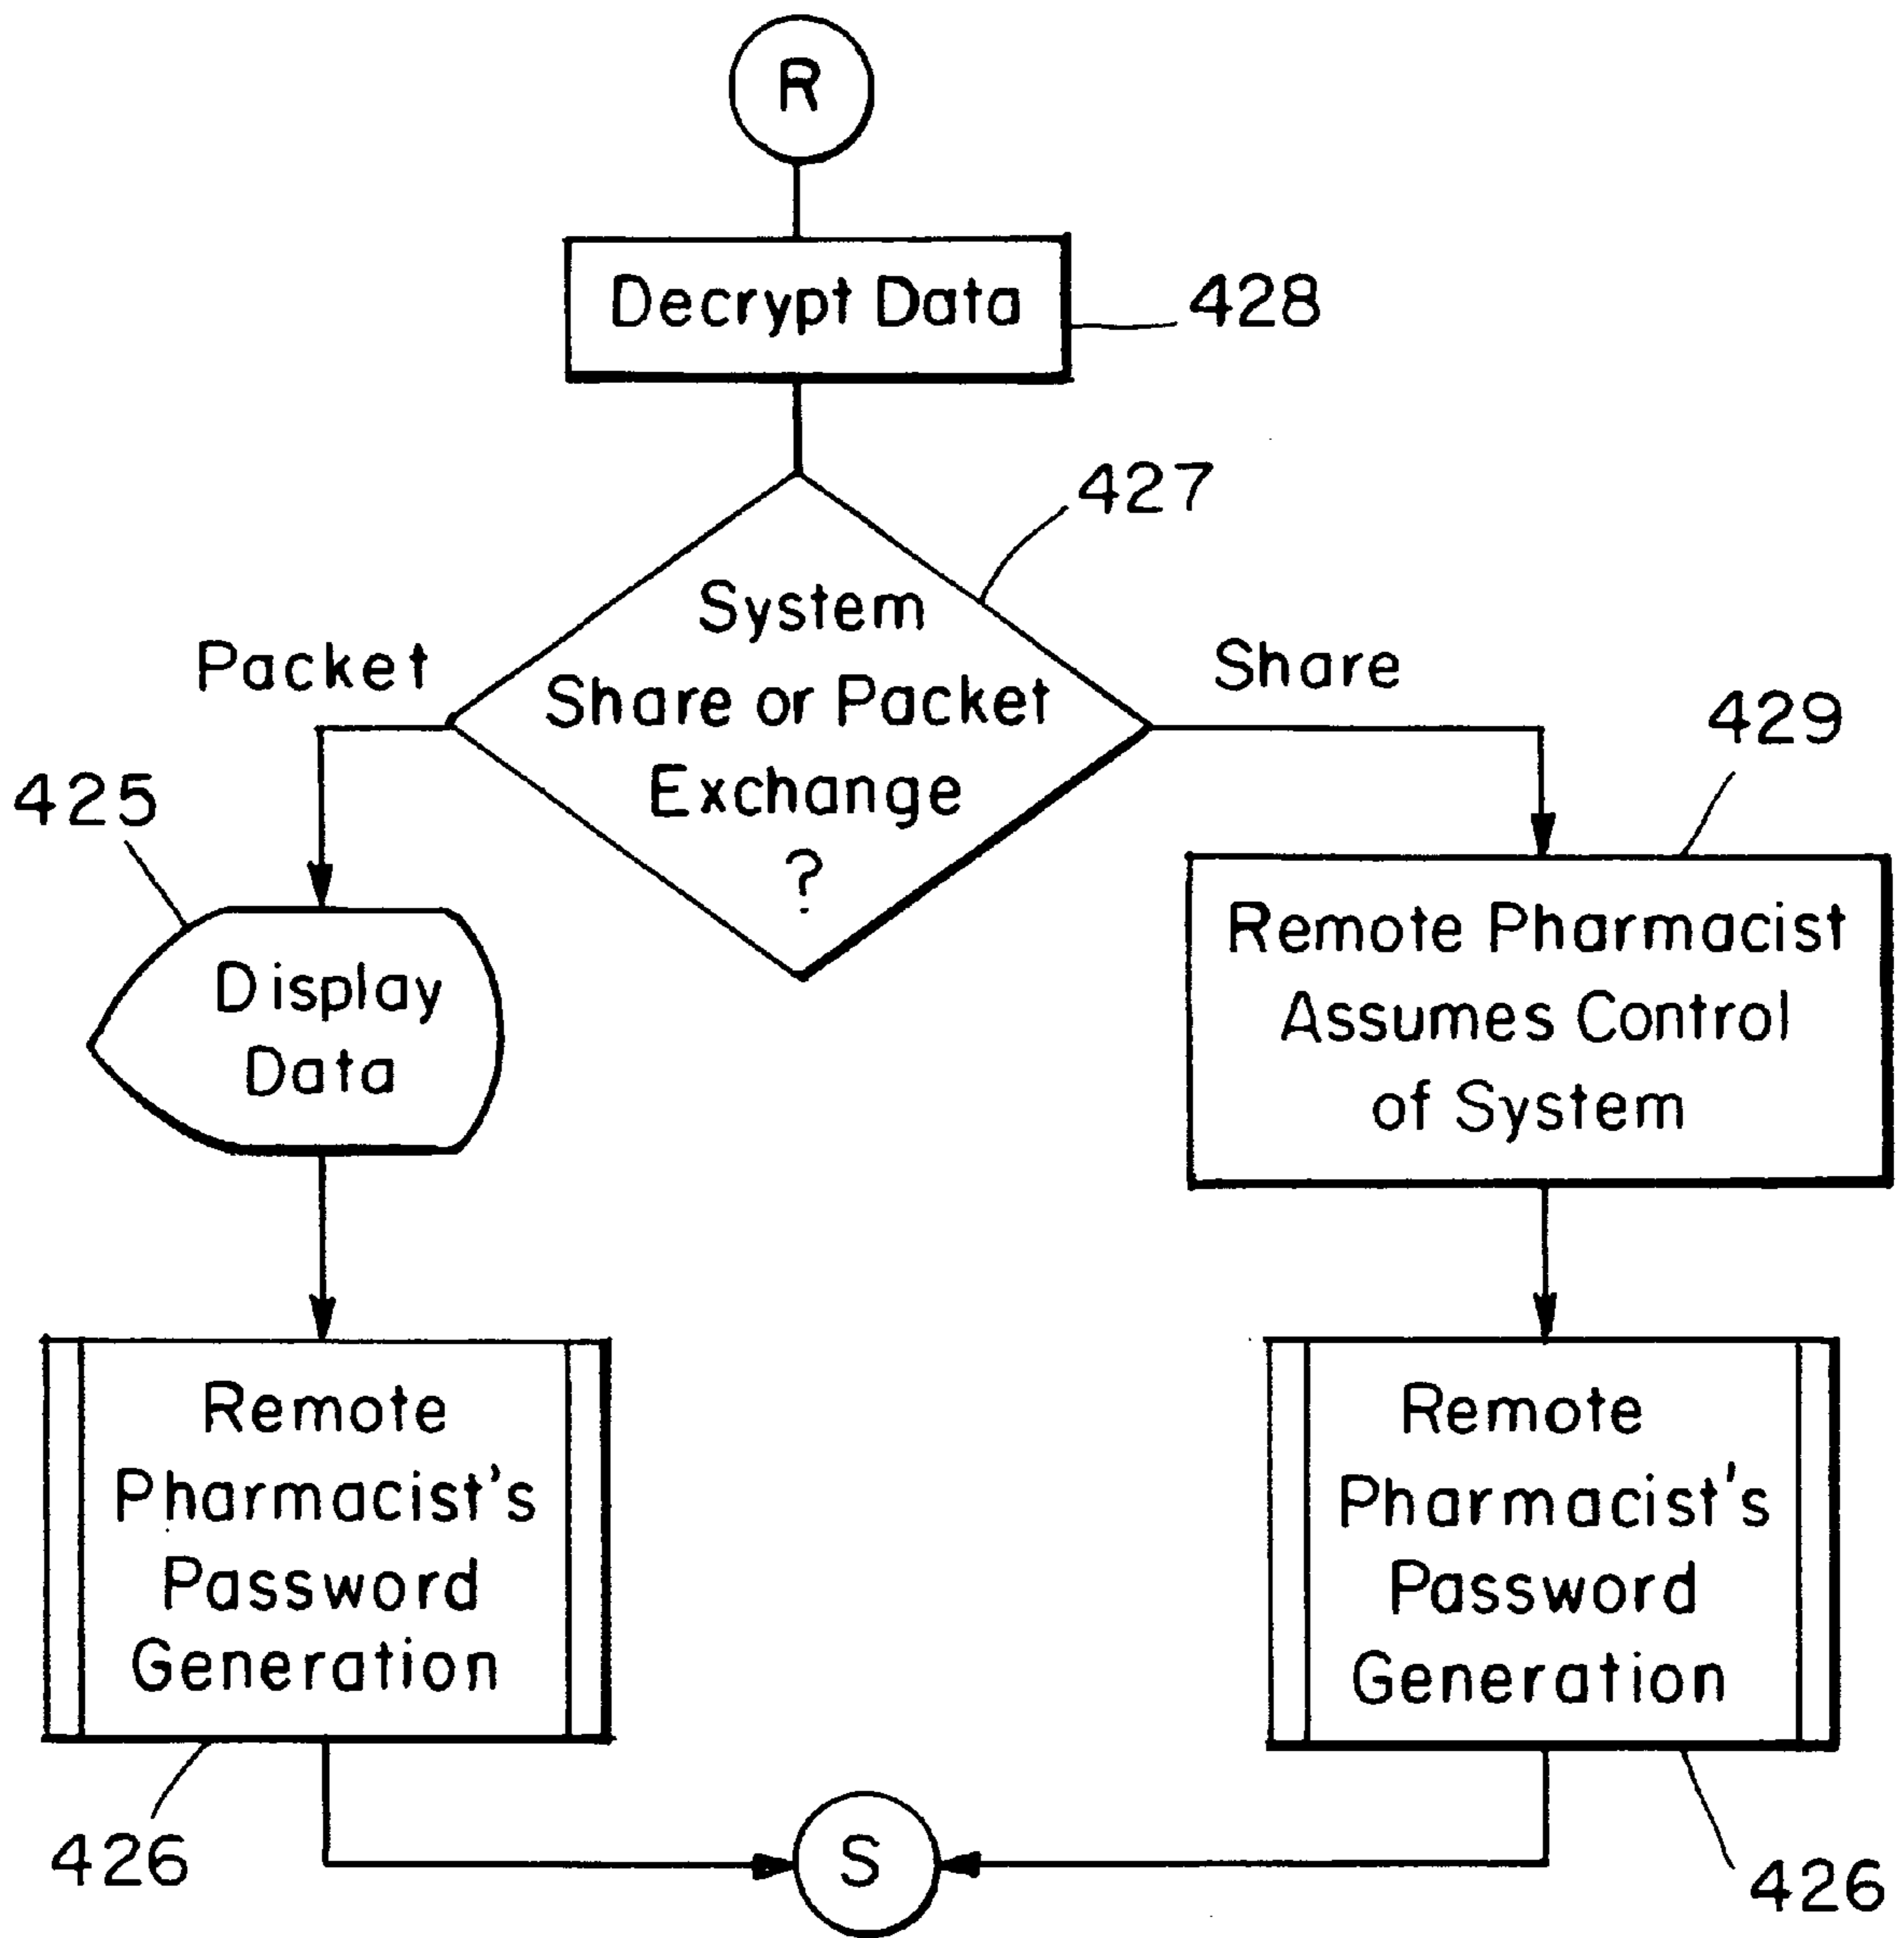 R
Decrypt Data
428
427
System
Share or Packet
Exchange
?
Packet
Share
429
425
Display
Data
Remote Pharmacist
Assumes Control
of System
Remote
Pharmacist's
Password
Generation
Remote
Pharmacist's
Password
Generation
426
S
426